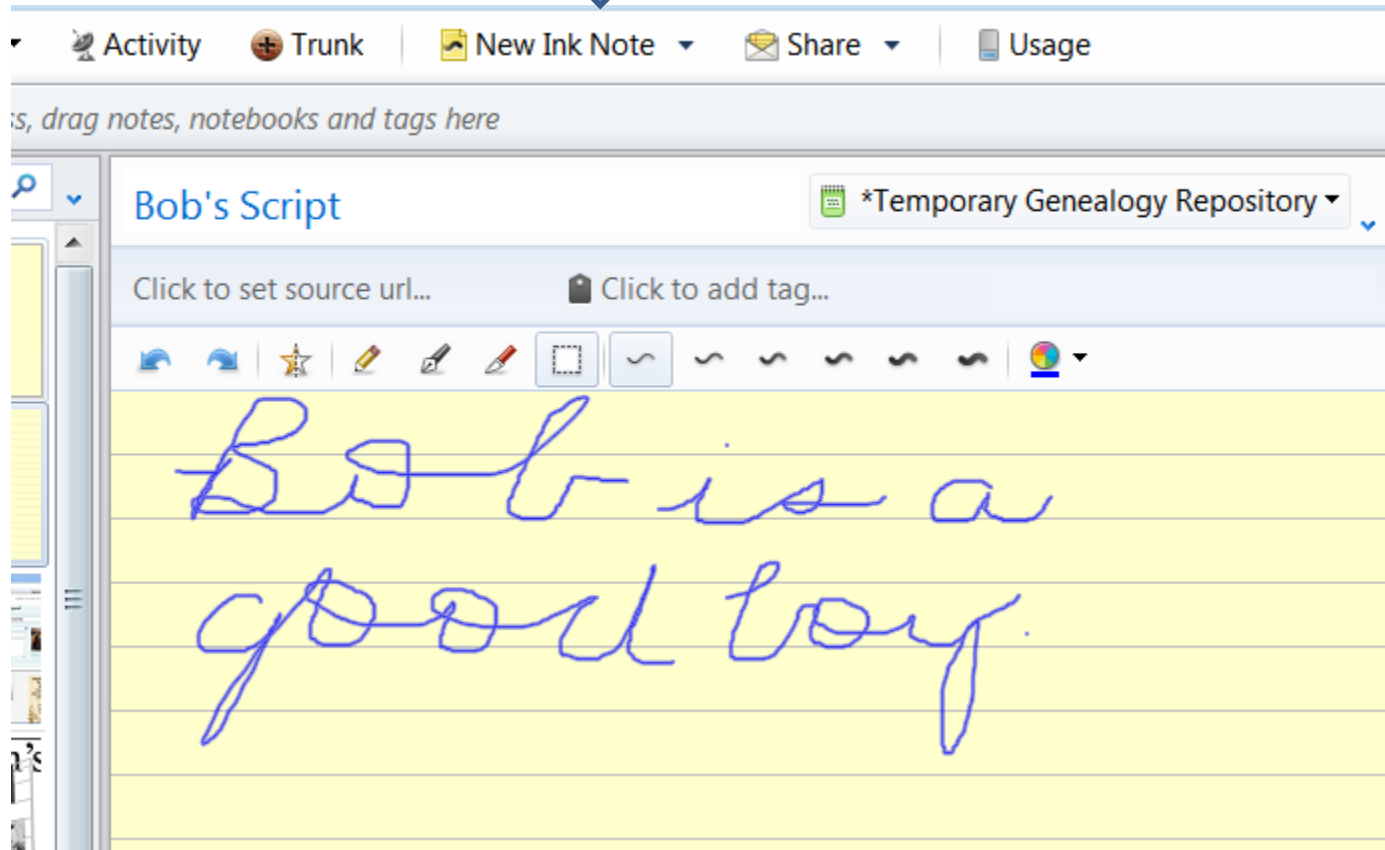 Activity Trunk New Ink Note Share Usage
ss, drag notes, notebooks and tags here
Bob's Script *Temporary Genealogy Repository
Click to set source url... Click to add tag...
Bob is a
good boy.
n's